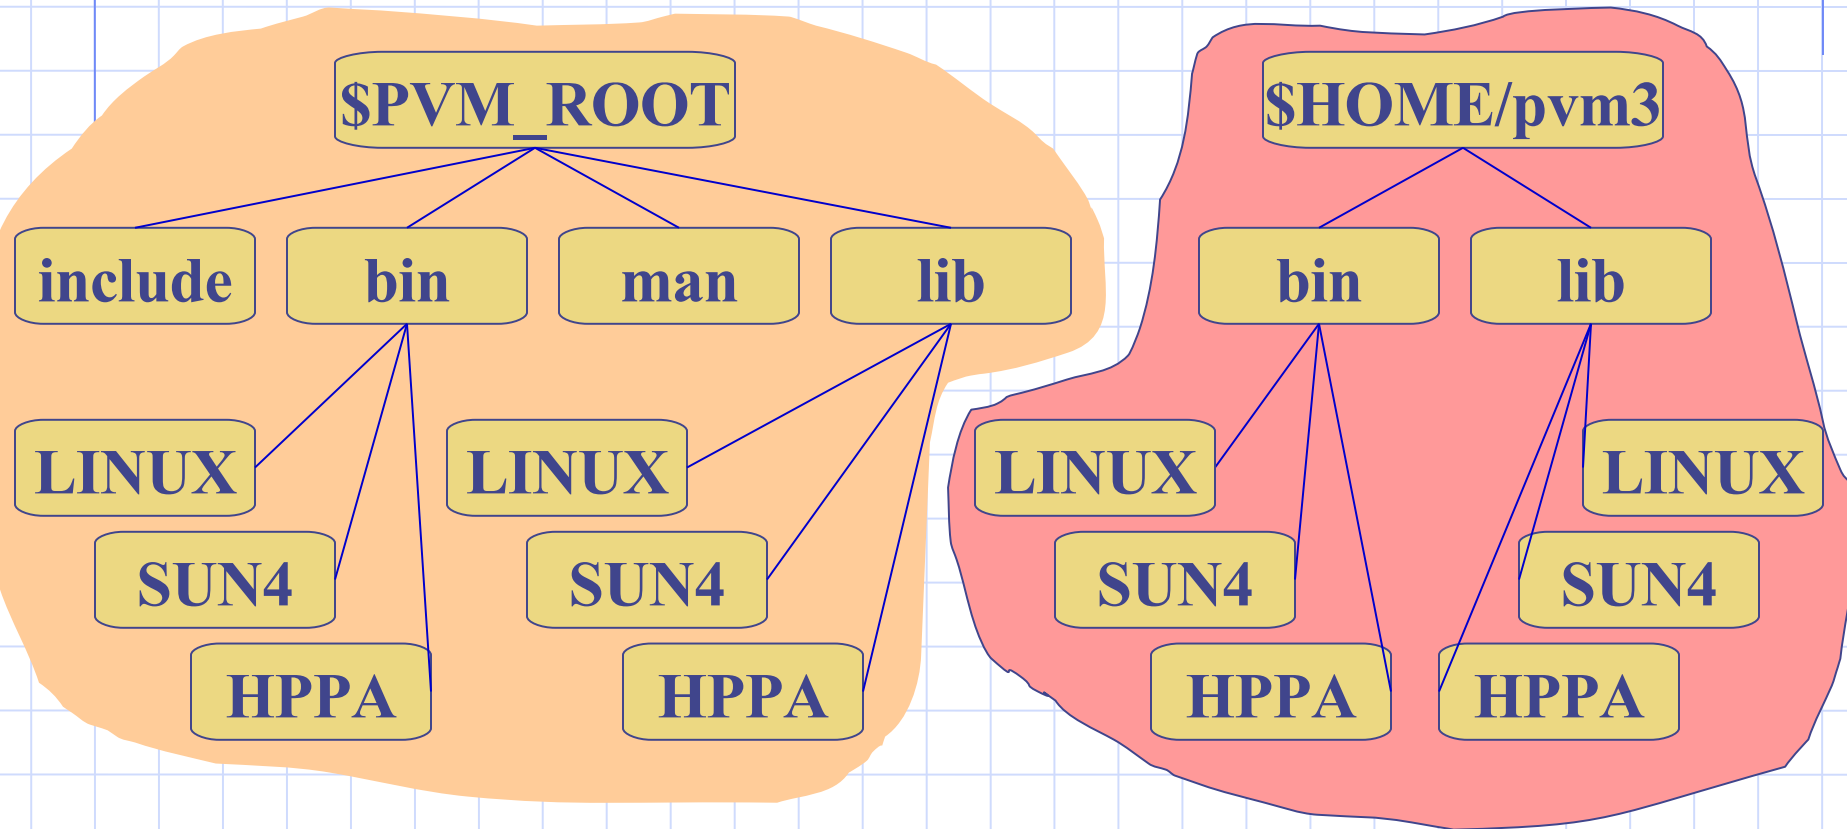 $PVM_ROOT
$HOME/pvm3
include
bin
man
lib
bin
lib
LINUX
LINUX
LINUX
LINUX
SUN4
SUN4
SUN4
SUN4
HPPA
HPPA
HPPA
HPPA